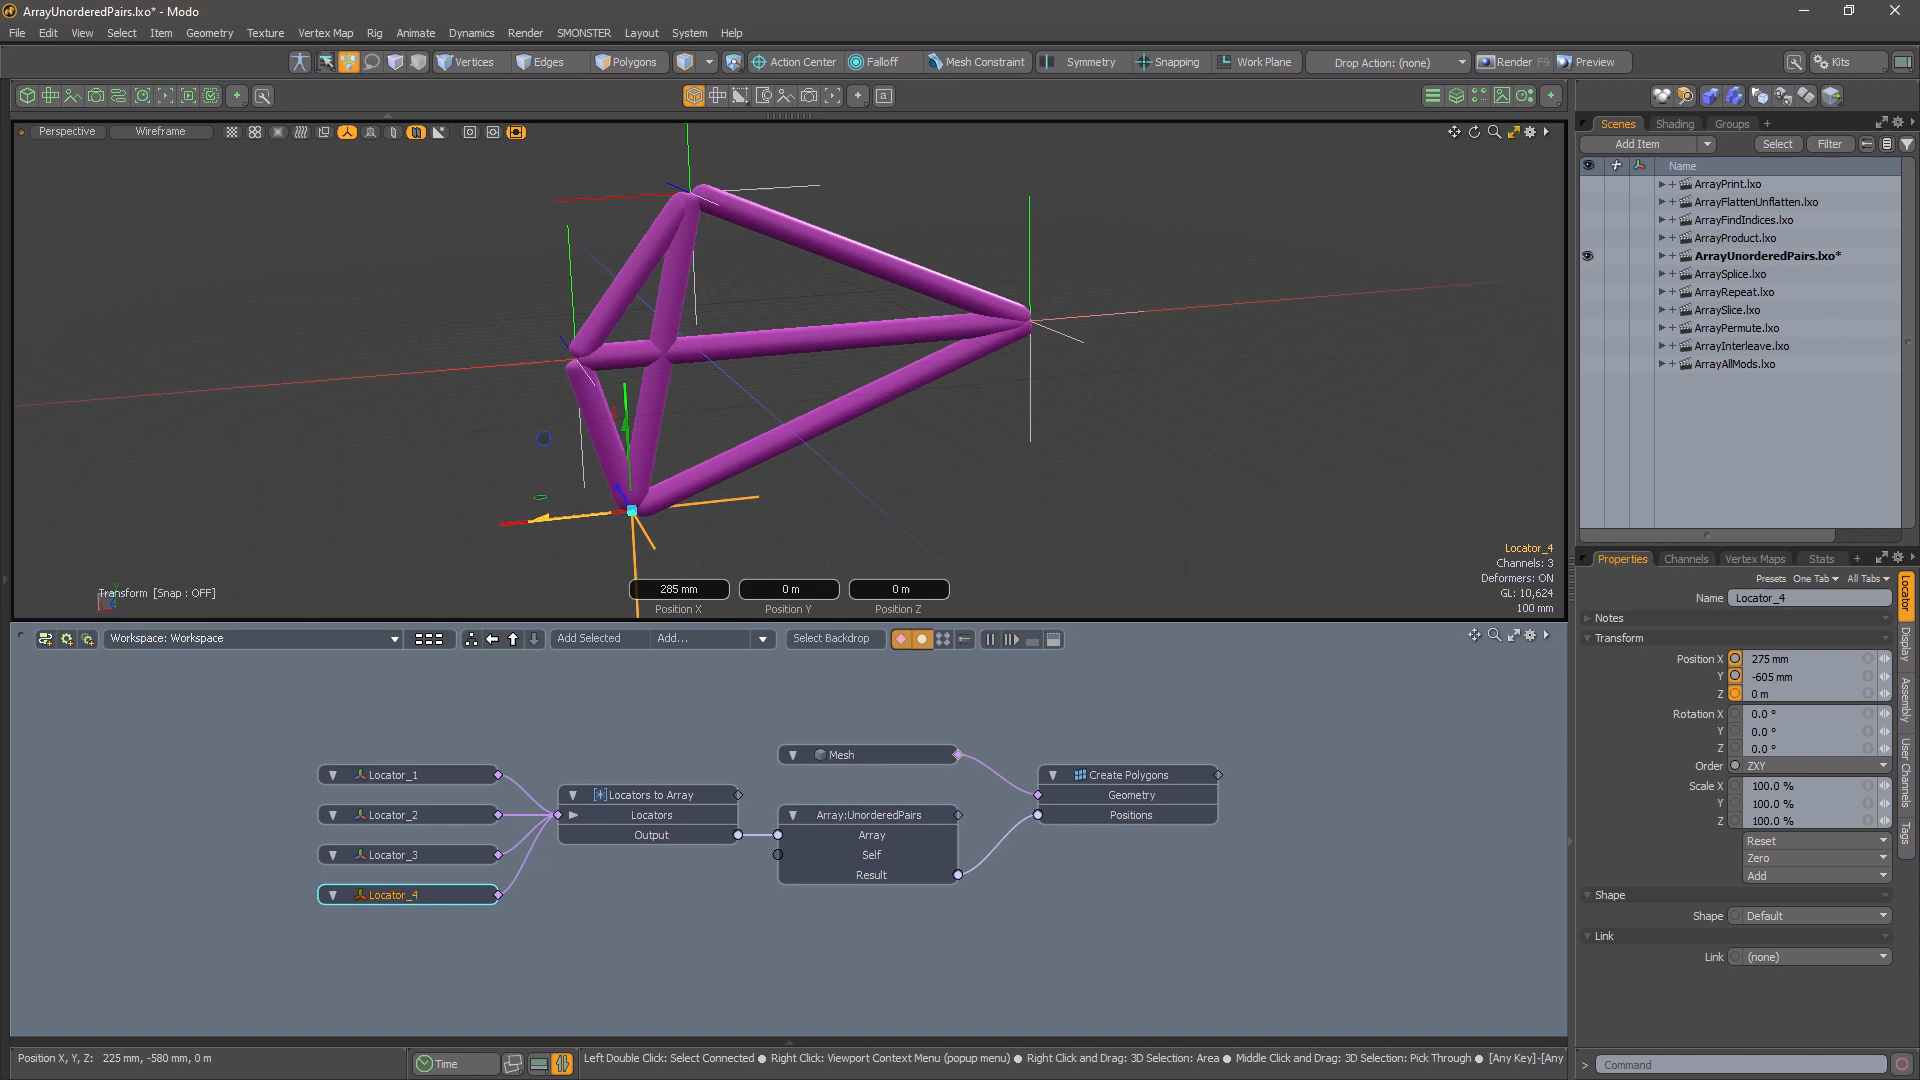 ArrayUnorderedPairs.lxo* - Modo
File Edit View Select Item Geometry Texture Vertex Map Rig Animate Dynamics Render SMONSTER Layout System Help
Vertices Edges Polygons Action Center Falloff Mesh Constraint Symmetry Snapping Work Plane Drop Action: (none) Render F9 Preview Kits
Perspective Wireframe
Scenes Shading Groups +
Add Item Select Filter
Name
ArrayPrint.lxo
ArrayFlattenUnflatten.lxo
ArrayFindIndices.lxo
ArrayProduct.lxo
ArrayUnorderedPairs.lxo*
ArraySplice.lxo
ArrayRepeat.lxo
ArraySlice.lxo
ArrayPermute.lxo
ArrayInterleave.lxo
ArrayAllMods.lxo
Locator_4
Channels: 3
Deformers: ON
GL: 10,624
100 mm
Transform [Snap : OFF]
285 mm 0 m 0 m
Position X Position Y Position Z
Properties Channels Vertex Maps Stats +
Presets One Tab All Tabs
Name Locator_4
Notes
Transform
Position X 275 mm
Y -605 mm
Z 0 m
Rotation X 0.0 °
Y 0.0 °
Z 0.0 °
Order ZXY
Scale X 100.0 %
Y 100.0 %
Z 100.0 %
Reset
Zero
Add
Shape
Shape Default
Link
Link (none)
Locator
Display
Assembly
User Channels
Tags
Workspace: Workspace Add Selected Add... Select Backdrop
Locator_1
Locator_2
Locator_3
Locator_4
Locators to Array
Locators
Output
Mesh
Array:UnorderedPairs
Array
Self
Result
Create Polygons
Geometry
Positions
Position X, Y, Z: 225 mm, -580 mm, 0 m
Time
Left Double Click: Select Connected ● Right Click: Viewport Context Menu (popup menu) ● Right Click and Drag: 3D Selection: Area ● Middle Click and Drag: 3D Selection: Pick Through ● [Any Key]-[Any
> Command